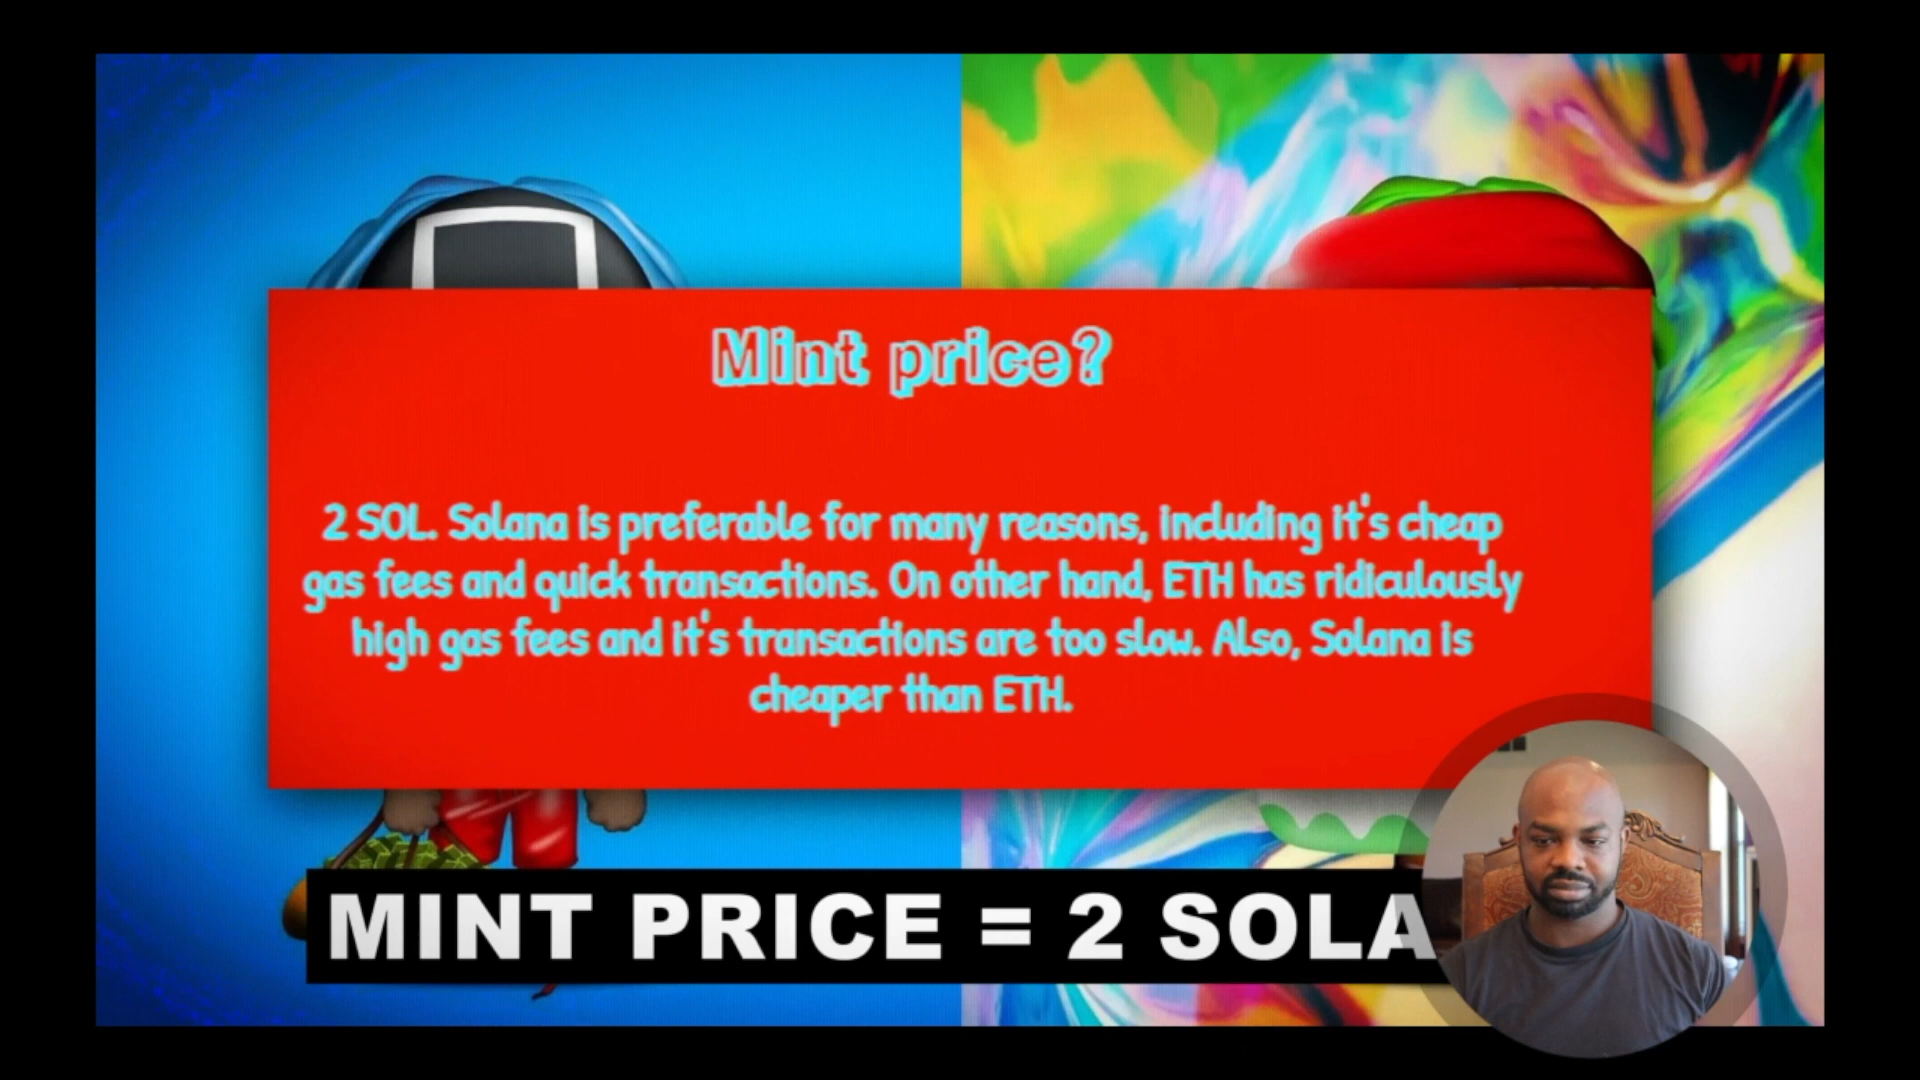 Mint price?
2 SOL. Solana is preferable for many reasons, including it's cheap
gas fees and quick transactions. On other hand, ETH has ridiculously
high gas fees and it's transactions are too slow. Also, Solana is
cheaper than ETH.
MINT PRICE = 2 SOLA